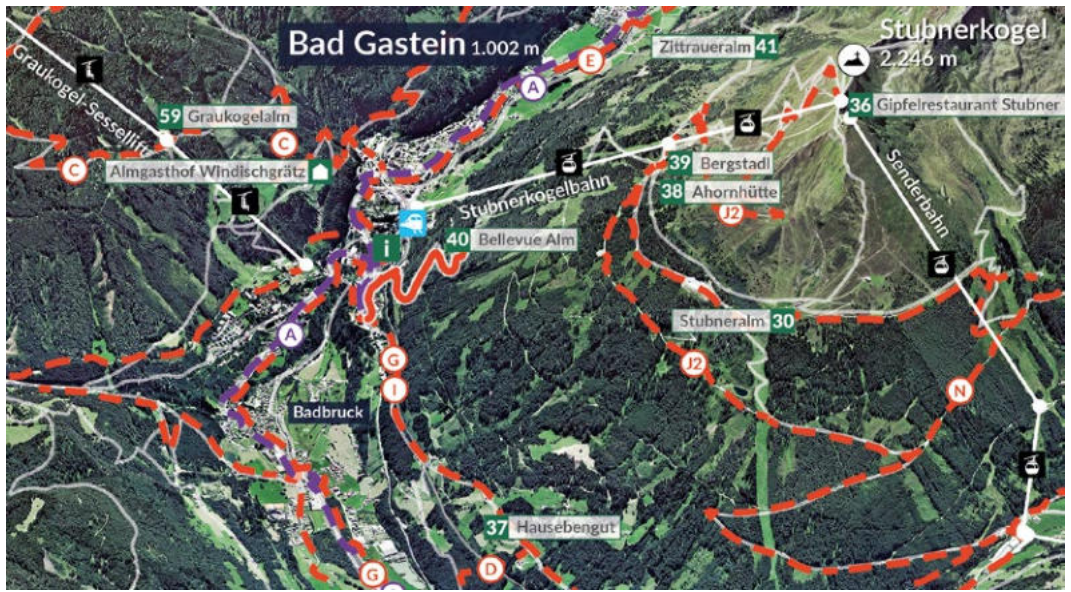 Bad Gastein 1.002 m
Stubnerkogel
2.246 m
Zittraueralm 41
E
A
Graukogel-Sessellift
59 Graukogelalm
36 Gipfelrestaurant Stubner
C
C
Almgasthof Windischgrätz
39 Bergstadl
38 Ahornhütte
J2
Stubnerkogelbahn
Senderbahn
i
40 Bellevue Alm
A
Stubneralm 30
G
J2
I
N
Badbruck
37 Hausebengut
G
D